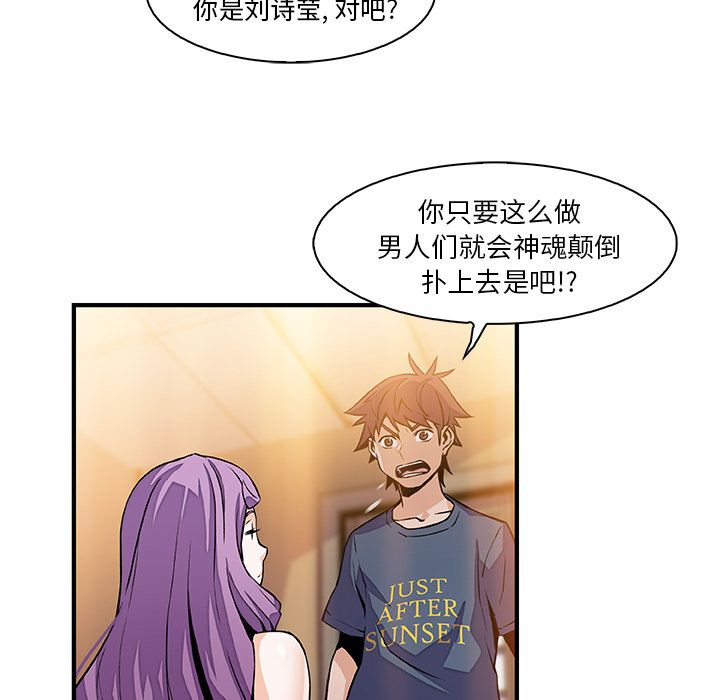 你是刘诗莹, 对吧?
你只要这么做
男人们就会神魂颠倒
扑上去是吧!?
JUST
AFTER
SUNSET